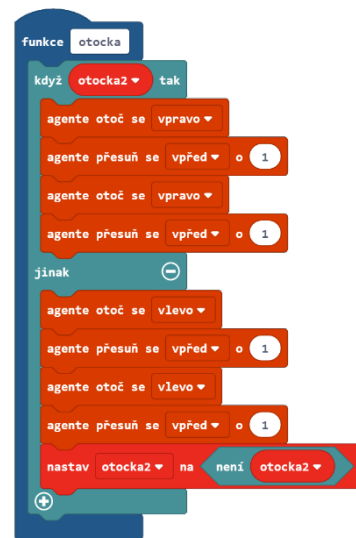 funkce otocka
když otocka2 tak
agente otoč se vpravo
agente přesuň se vpřed o 1
agente otoč se vpravo
agente přesuň se vpřed o 1
jinak
agente otoč se vlevo
agente přesuň se vpřed o 1
agente otoč se vlevo
agente přesuň se vpřed o 1
nastav otocka2 na není otocka2